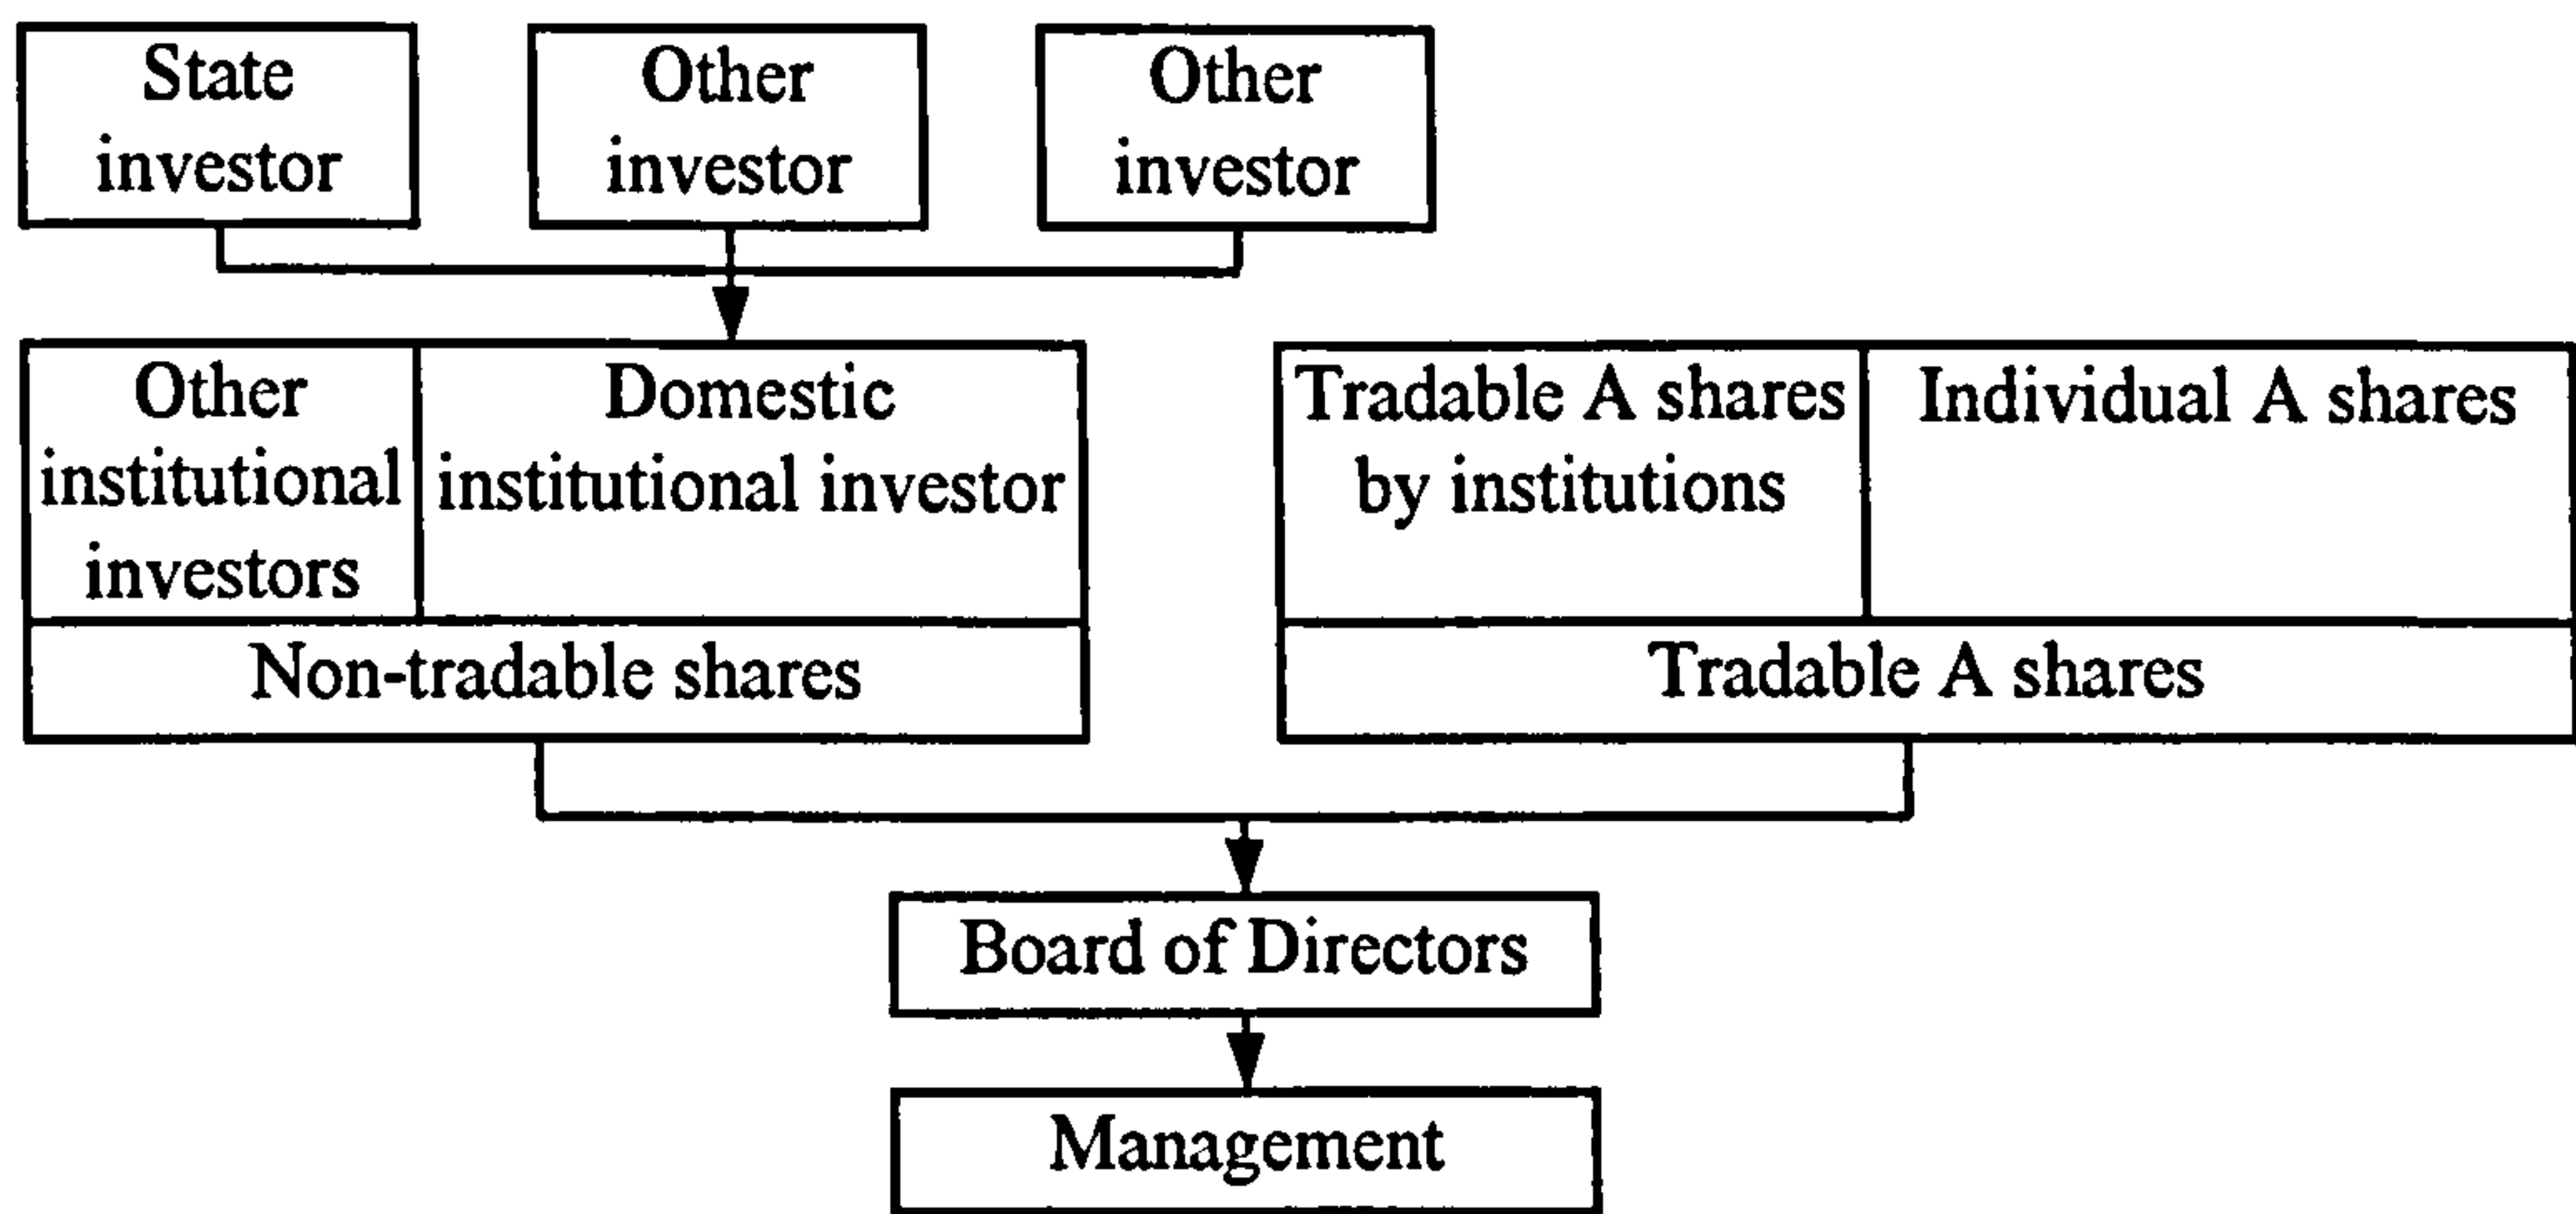 State
investor
Other
investor
Other
investor
Other
institutional
investors
Domestic
institutional investor
Non-tradable shares
Tradable A shares
by institutions
Individual A shares
Tradable A shares
Board of Directors
Management